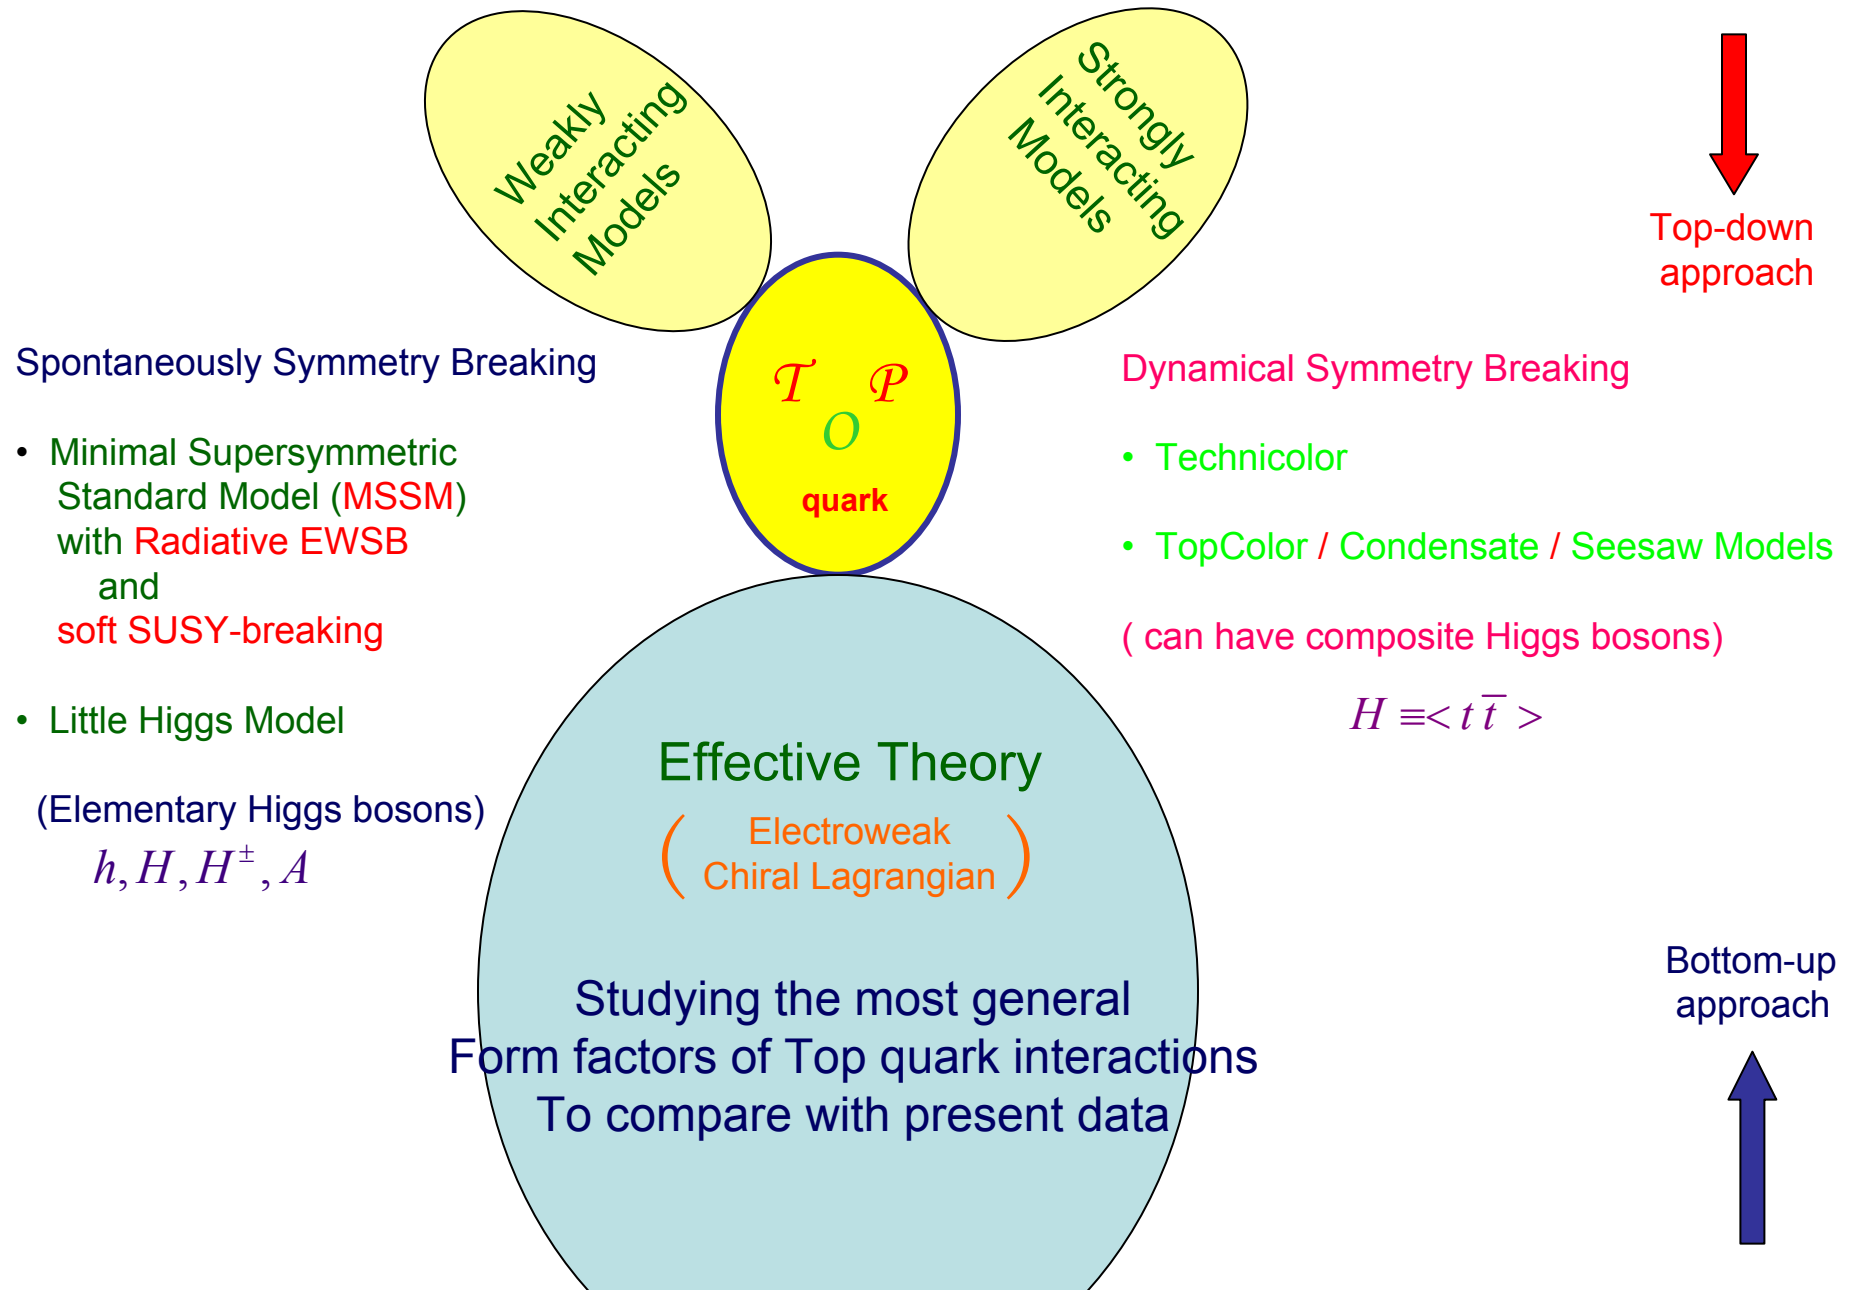 Weakly
Interacting
Models
Strongly
Interacting
Models
Top-down
approach
T P
O
quark
Spontaneously Symmetry Breaking
• Minimal Supersymmetric
Standard Model (MSSM)
with Radiative EWSB
and
soft SUSY-breaking
• Little Higgs Model
(Elementary Higgs bosons)
h, H, H±, A
Dynamical Symmetry Breaking
• Technicolor
• TopColor / Condensate / Seesaw Models
( can have composite Higgs bosons)
H ≡< t t̅ >
Effective Theory
( Electroweak
Chiral Lagrangian )
Studying the most general
Form factors of Top quark interactions
To compare with present data
Bottom-up
approach